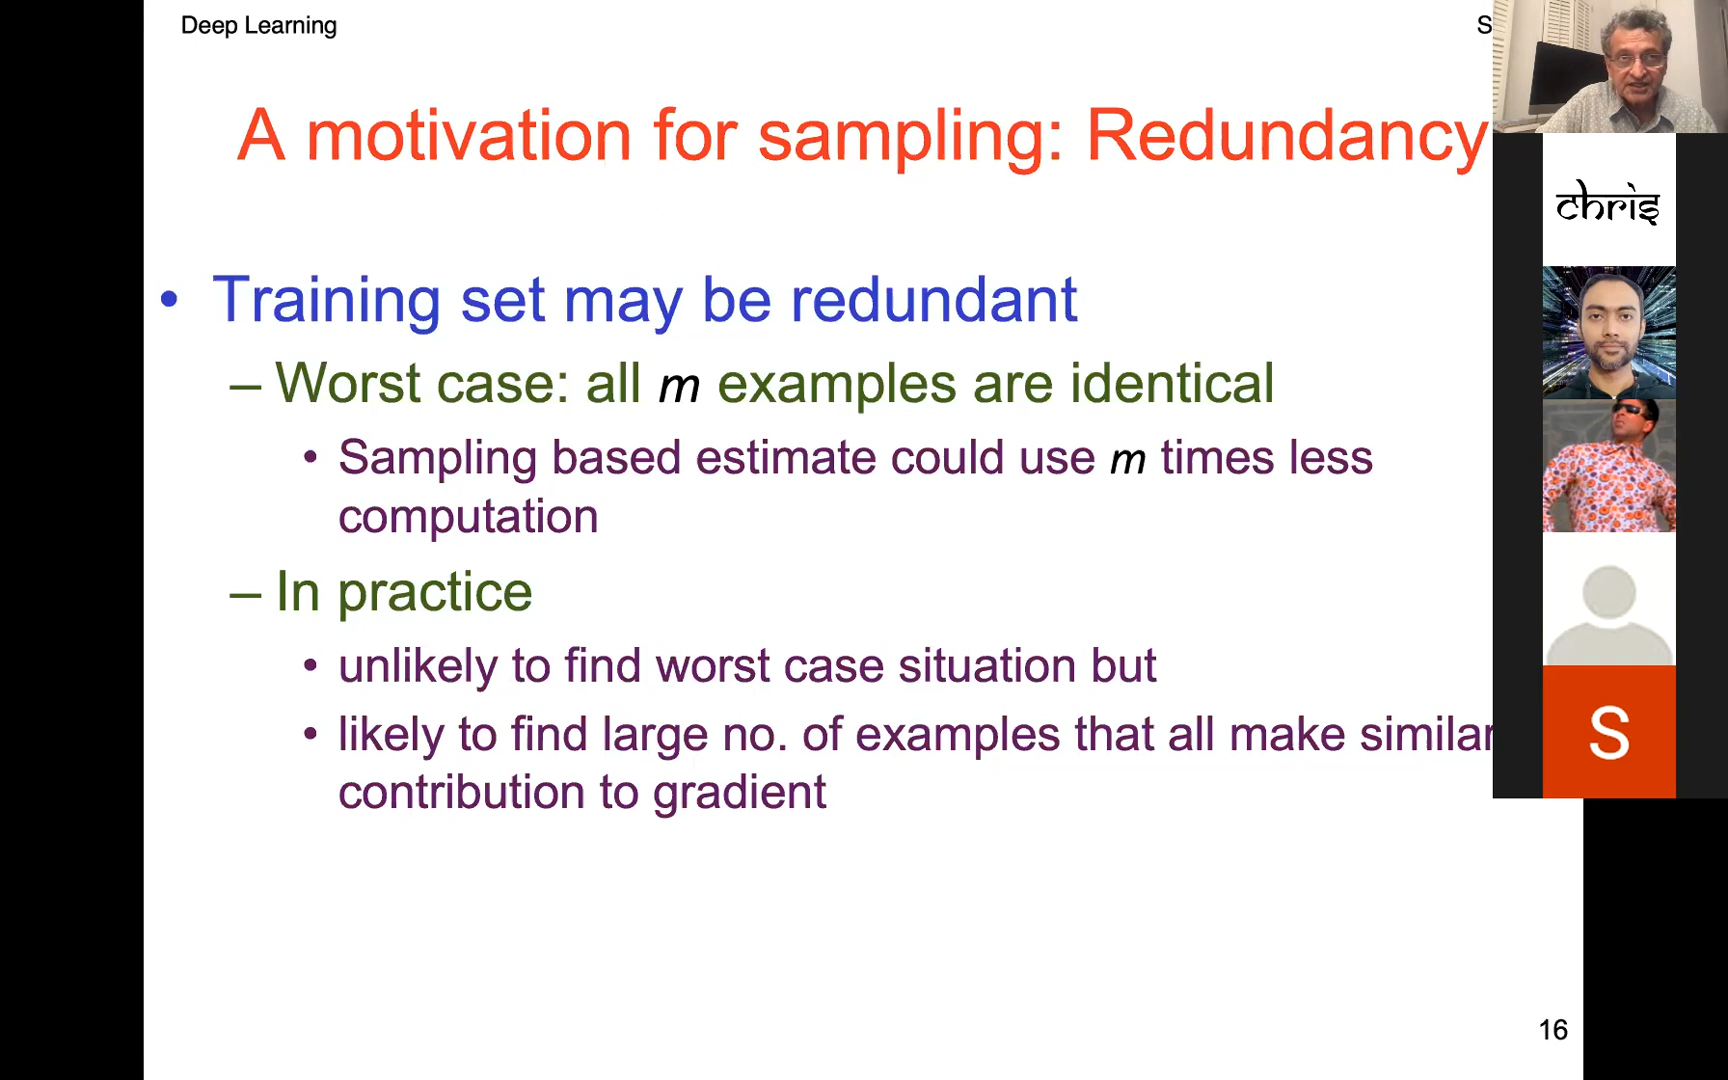 Deep Learning
S
A motivation for sampling: Redundancy
• Training set may be redundant
– Worst case: all m examples are identical
• Sampling based estimate could use m times less
computation
– In practice
• unlikely to find worst case situation but
• likely to find large no. of examples that all make similar
contribution to gradient
16
chris
S